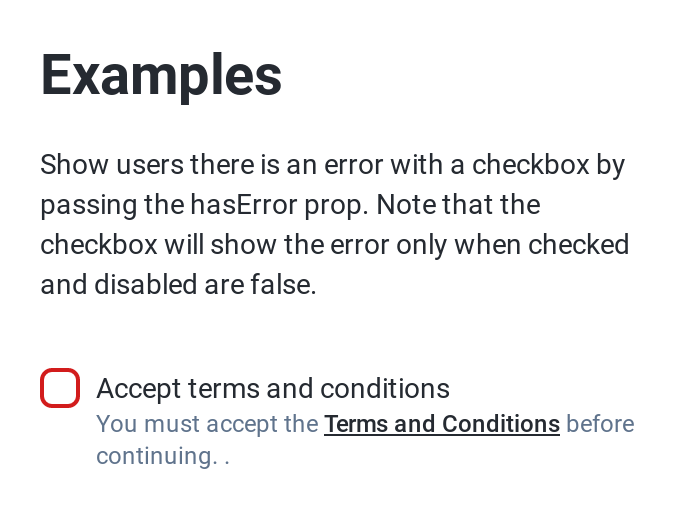 Examples
Show users there is an error with a checkbox by
passing the hasError prop. Note that the
checkbox will show the error only when checked
and disabled are false.
Accept terms and conditions
You must accept the Terms and Conditions before
continuing. .